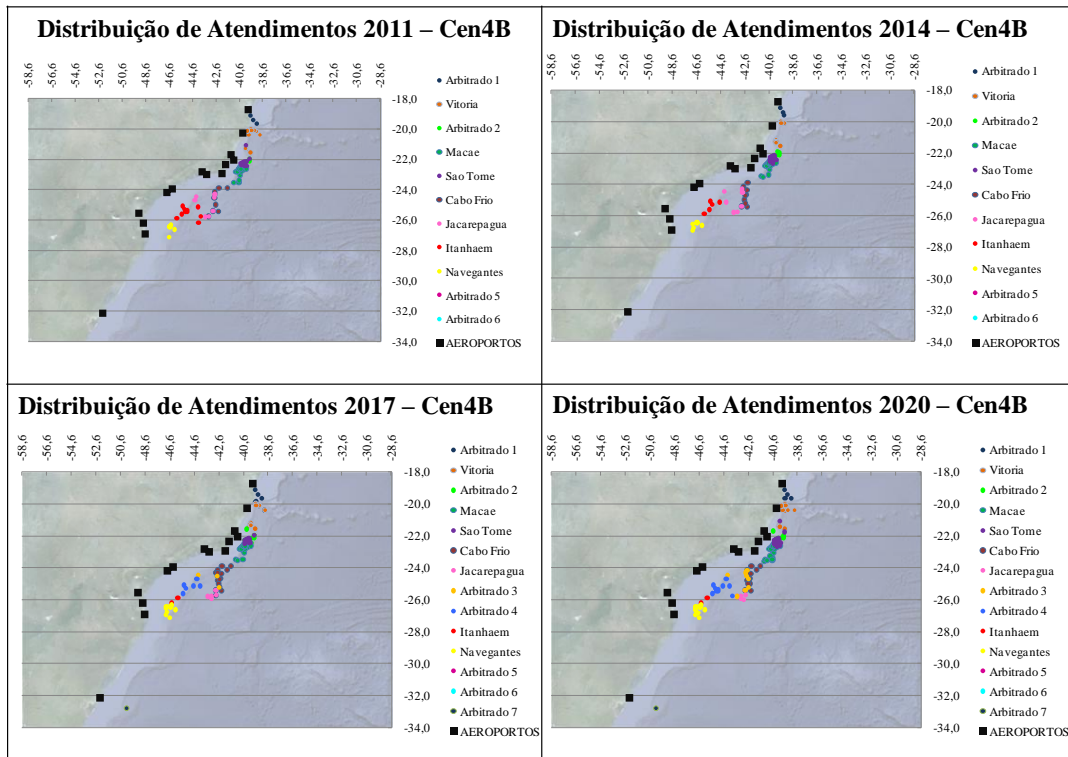 Distribuição de Atendimentos 2011 – Cen4B
-58,6
-56,6
-54,6
-52,6
-50,6
-48,6
-46,6
-44,6
-42,6
-40,6
-38,6
-36,6
-34,6
-32,6
-30,6
-28,6
-18,0
-20,0
-22,0
-24,0
-26,0
-28,0
-30,0
-32,0
-34,0
Arbitrado 1
Vitoria
Arbitrado 2
Macae
Sao Tome
Cabo Frio
Jacarepagua
Itanhaem
Navegantes
Arbitrado 5
Arbitrado 6
AEROPORTOS
Distribuição de Atendimentos 2014 – Cen4B
-58,6
-56,6
-54,6
-52,6
-50,6
-48,6
-46,6
-44,6
-42,6
-40,6
-38,6
-36,6
-34,6
-32,6
-30,6
-28,6
-18,0
-20,0
-22,0
-24,0
-26,0
-28,0
-30,0
-32,0
-34,0
Arbitrado 1
Vitoria
Arbitrado 2
Macae
Sao Tome
Cabo Frio
Jacarepagua
Itanhaem
Navegantes
Arbitrado 5
Arbitrado 6
AEROPORTOS
Distribuição de Atendimentos 2017 – Cen4B
-58,6
-56,6
-54,6
-52,6
-50,6
-48,6
-46,6
-44,6
-42,6
-40,6
-38,6
-36,6
-34,6
-32,6
-30,6
-28,6
-18,0
-20,0
-22,0
-24,0
-26,0
-28,0
-30,0
-32,0
-34,0
Arbitrado 1
Vitoria
Arbitrado 2
Macae
Sao Tome
Cabo Frio
Jacarepagua
Arbitrado 3
Arbitrado 4
Itanhaem
Navegantes
Arbitrado 5
Arbitrado 6
Arbitrado 7
AEROPORTOS
Distribuição de Atendimentos 2020 – Cen4B
-58,6
-56,6
-54,6
-52,6
-50,6
-48,6
-46,6
-44,6
-42,6
-40,6
-38,6
-36,6
-34,6
-32,6
-30,6
-28,6
-18,0
-20,0
-22,0
-24,0
-26,0
-28,0
-30,0
-32,0
-34,0
Arbitrado 1
Vitoria
Arbitrado 2
Macae
Sao Tome
Cabo Frio
Jacarepagua
Arbitrado 3
Arbitrado 4
Itanhaem
Navegantes
Arbitrado 5
Arbitrado 6
Arbitrado 7
AEROPORTOS